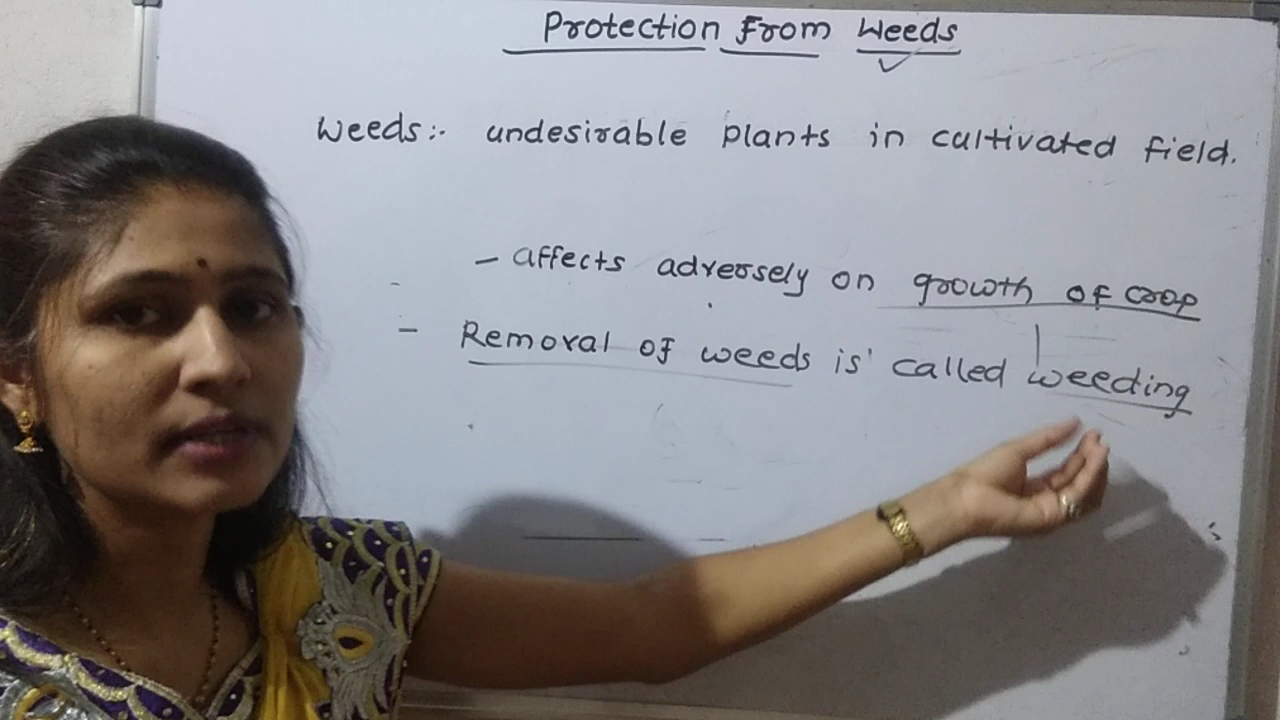 Protection From Weeds
Weeds:- undesirable plants in cultivated field.
- affects adversely on growth of crop
- Removal of weeds is called weeding